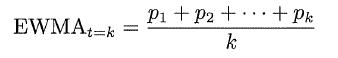 EWMA_{t=k} = \frac{p_1 + p_2 + \cdots + p_k}{k}